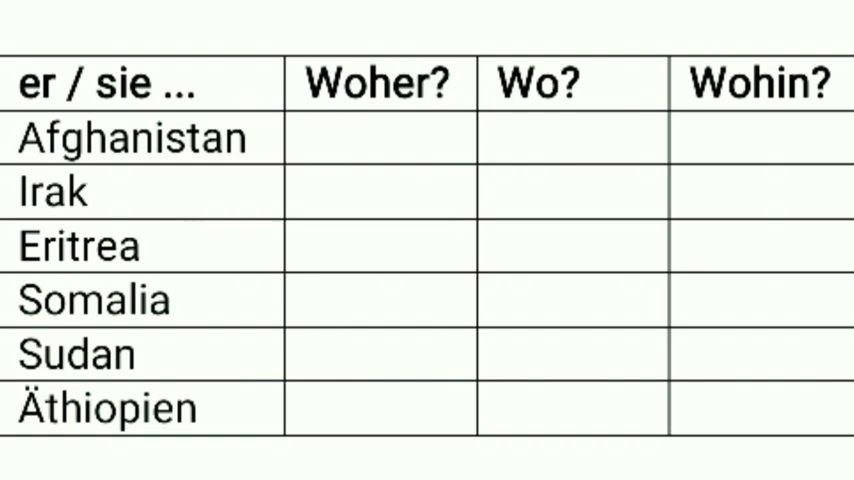 er / sie ... Woher? Wo? Wohin?
Afghanistan
Irak
Eritrea
Somalia
Sudan
Äthiopien